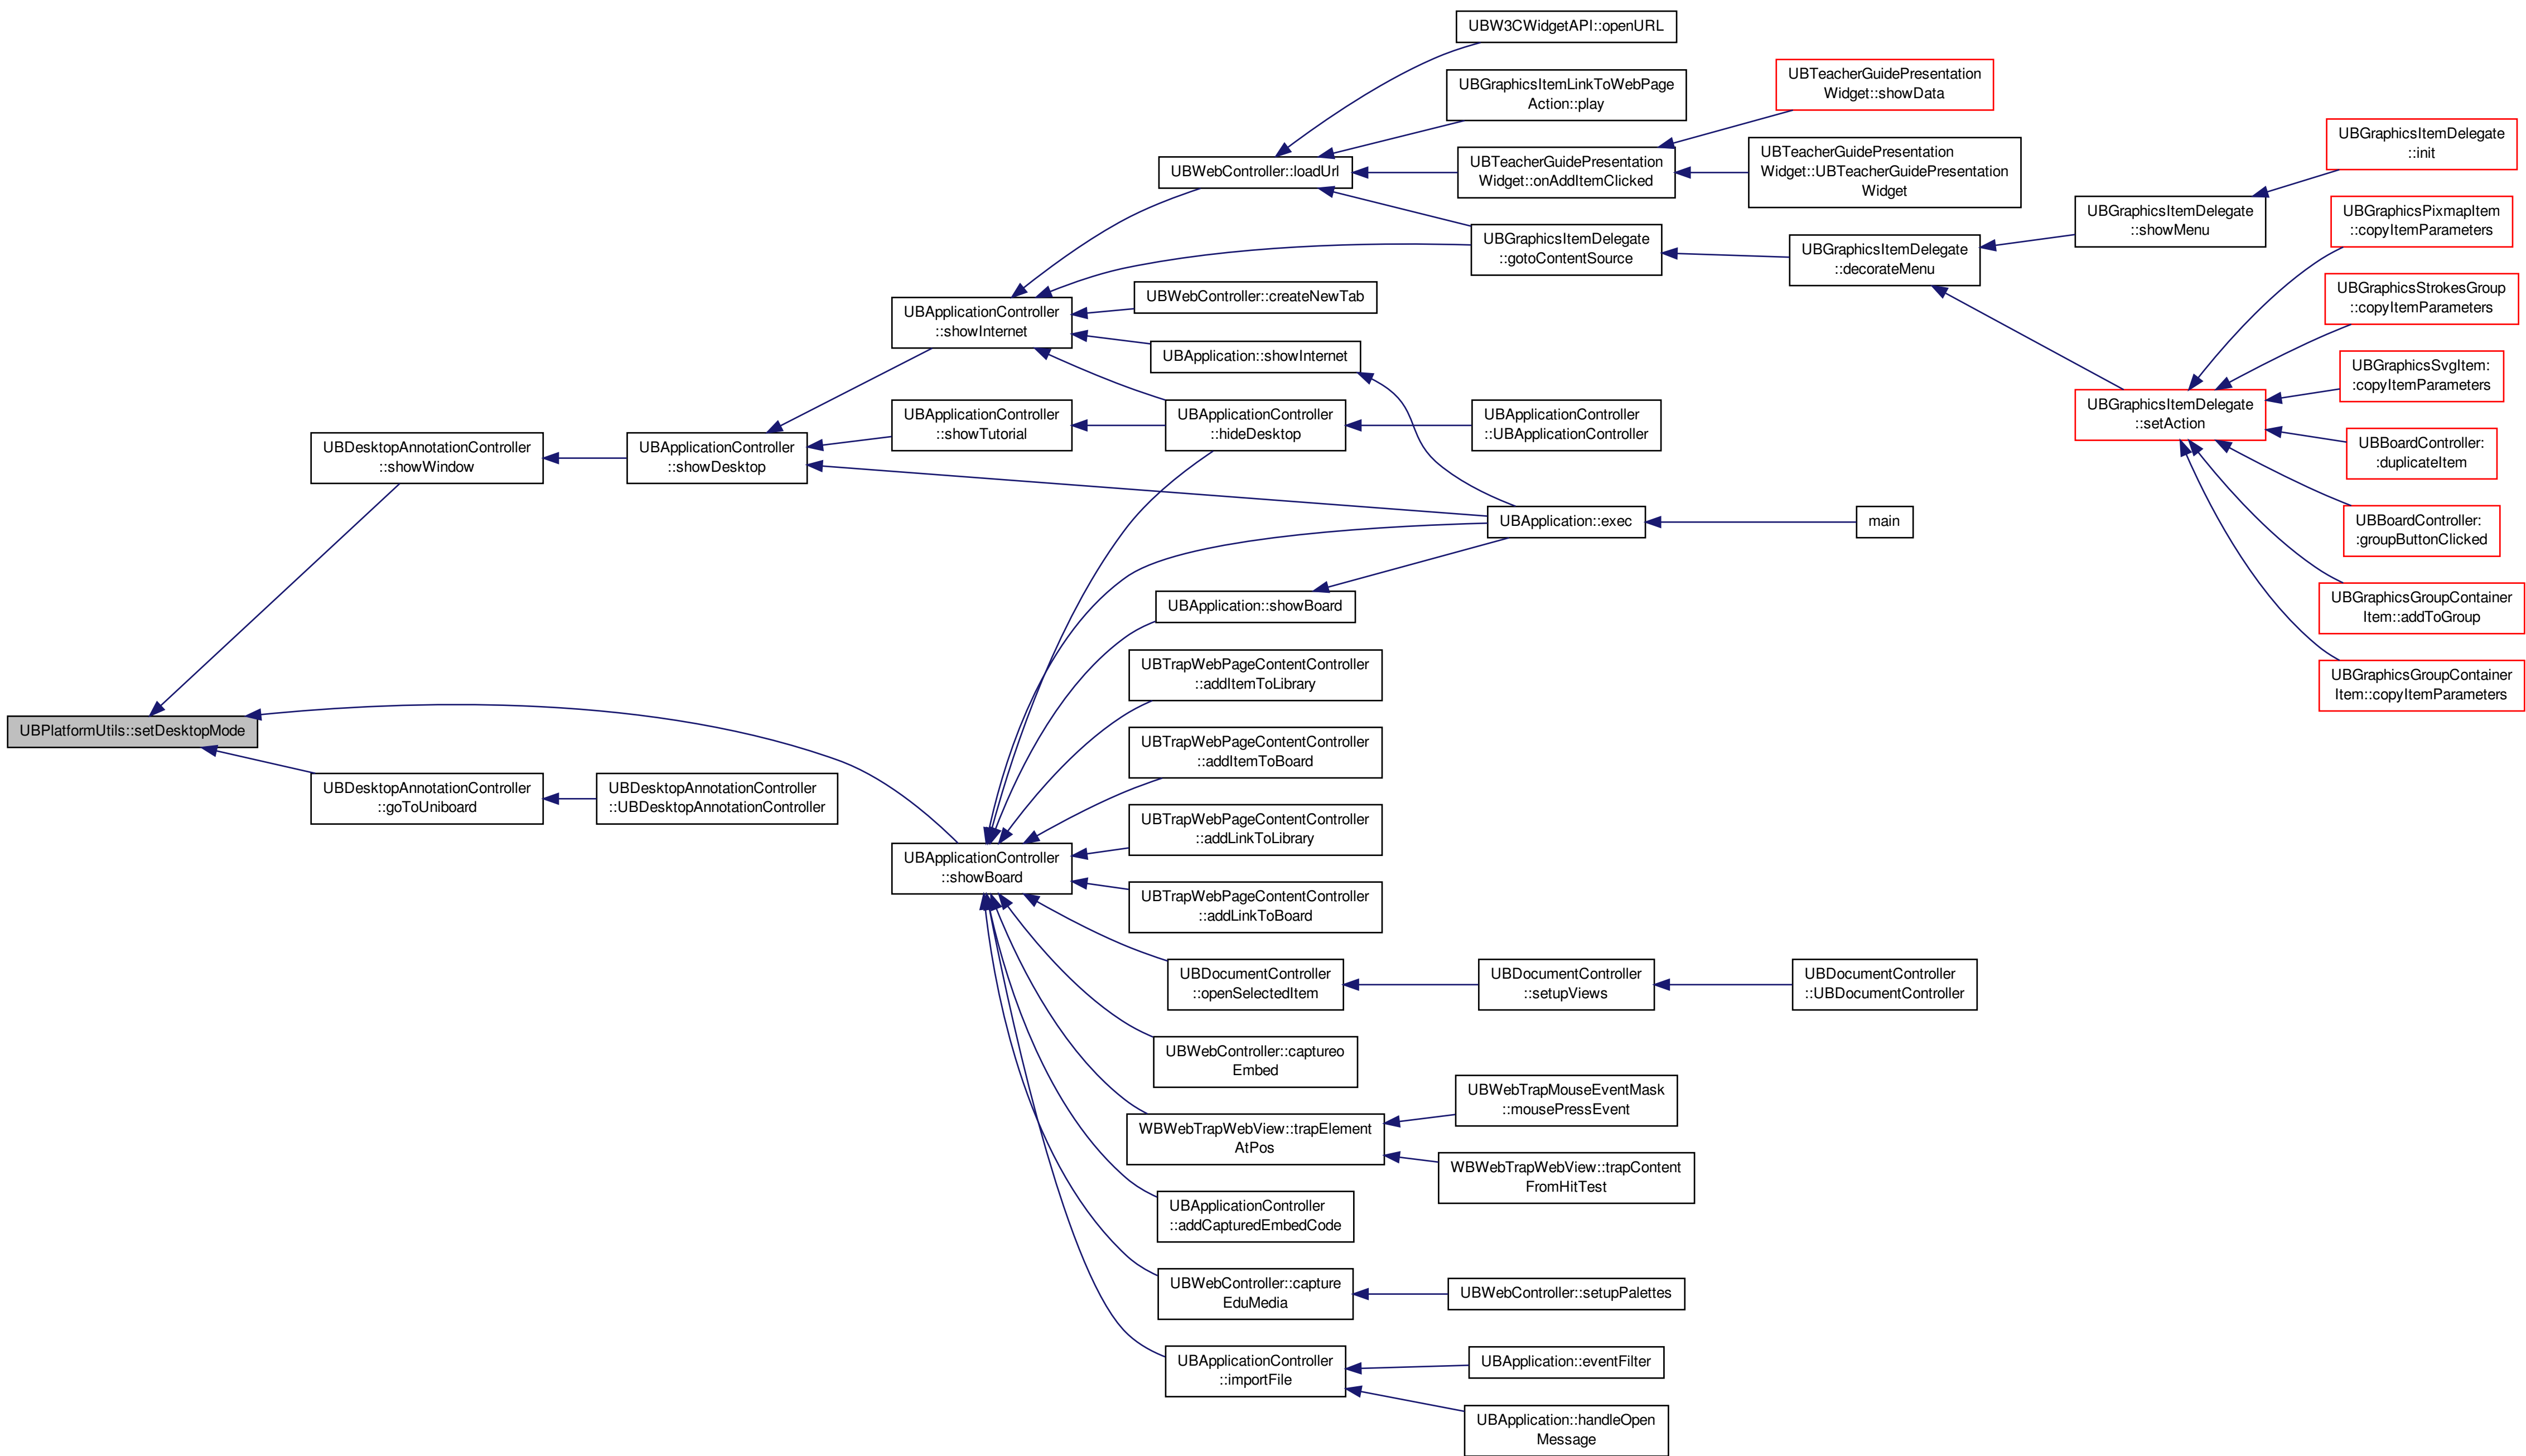 UBW3CWidgetAPI::openURL
UBGraphicsItemLinkToWebPage
Action::play
UBTeacherGuidePresentation
Widget::showData
UBWebController::loadUrl
UBTeacherGuidePresentation
Widget::onAddItemClicked
UBTeacherGuidePresentation
Widget::UBTeacherGuidePresentation
Widget
UBGraphicsItemDelegate
::init
UBGraphicsItemDelegate
::gotoContentSource
UBGraphicsItemDelegate
::decorateMenu
UBGraphicsItemDelegate
::showMenu
UBGraphicsPixmapItem
::copyItemParameters
UBGraphicsStrokesGroup
::copyItemParameters
UBGraphicsSvgItem:
:copyItemParameters
UBGraphicsItemDelegate
::setAction
UBBoardController:
:duplicateItem
UBBoardController:
:groupButtonClicked
UBGraphicsGroupContainer
Item::addToGroup
UBGraphicsGroupContainer
Item::copyItemParameters
UBApplicationController
::showInternet
UBWebController::createNewTab
UBApplication::showInternet
UBApplicationController
::showTutorial
UBApplicationController
::hideDesktop
UBApplicationController
::UBApplicationController
UBDesktopAnnotationController
::showWindow
UBApplicationController
::showDesktop
UBApplication::exec
main
UBApplication::showBoard
UBTrapWebPageContentController
::addItemToLibrary
UBPlatformUtils::setDesktopMode
UBTrapWebPageContentController
::addItemToBoard
UBDesktopAnnotationController
::goToUniboard
UBDesktopAnnotationController
::UBDesktopAnnotationController
UBTrapWebPageContentController
::addLinkToLibrary
UBApplicationController
::showBoard
UBTrapWebPageContentController
::addLinkToBoard
UBDocumentController
::openSelectedItem
UBDocumentController
::setupViews
UBDocumentController
::UBDocumentController
UBWebController::captureo
Embed
UBWebTrapMouseEventMask
::mousePressEvent
WBWebTrapWebView::trapElement
AtPos
WBWebTrapWebView::trapContent
FromHitTest
UBApplicationController
::addCapturedEmbedCode
UBWebController::capture
EduMedia
UBWebController::setupPalettes
UBApplicationController
::importFile
UBApplication::eventFilter
UBApplication::handleOpen
Message